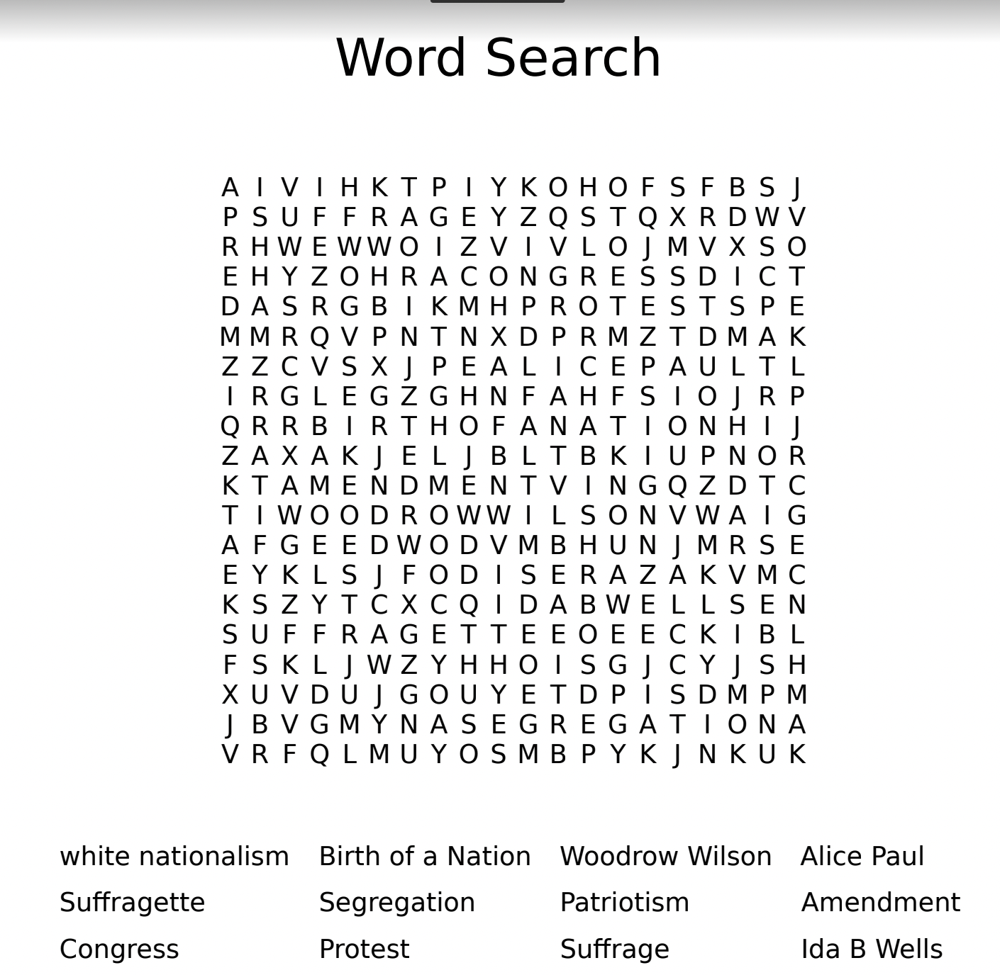 Word Search
A I V I H K T P I Y K O H O F S F B S J
P S U F F R A G E Y Z Q S T Q X R D W V
R H W E W W O I Z V I V L O J M V X S O
E H Y Z O H R A C O N G R E S S D I C T
D A S R G B I K M H P R O T E S T S P E
M M R Q V P N T N X D P R M Z T D M A K
Z Z C V S X J P E A L I C E P A U L T L
I R G L E G Z G H N F A H F S I O J R P
Q R R B I R T H O F A N A T I O N H I J
Z A X A K J E L J B L T B K I U P N O R
K T A M E N D M E N T V I N G Q Z D T C
T I W O O D R O W W I L S O N V W A I G
A F G E E D W O D V M B H U N J M R S E
E Y K L S J F O D I S E R A Z A K V M C
K S Z Y T C X C Q I D A B W E L L S E N
S U F F R A G E T T E E O E E C K I B L
F S K L J W Z Y H H O I S G J C Y J S H
X U V D U J G O U Y E T D P I S D M P M
J B V G M Y N A S E G R E G A T I O N A
V R F Q L M U Y O S M B P Y K J N K U K
white nationalism Birth of a Nation Woodrow Wilson Alice Paul
Suffragette Segregation Patriotism Amendment
Congress Protest Suffrage Ida B Wells